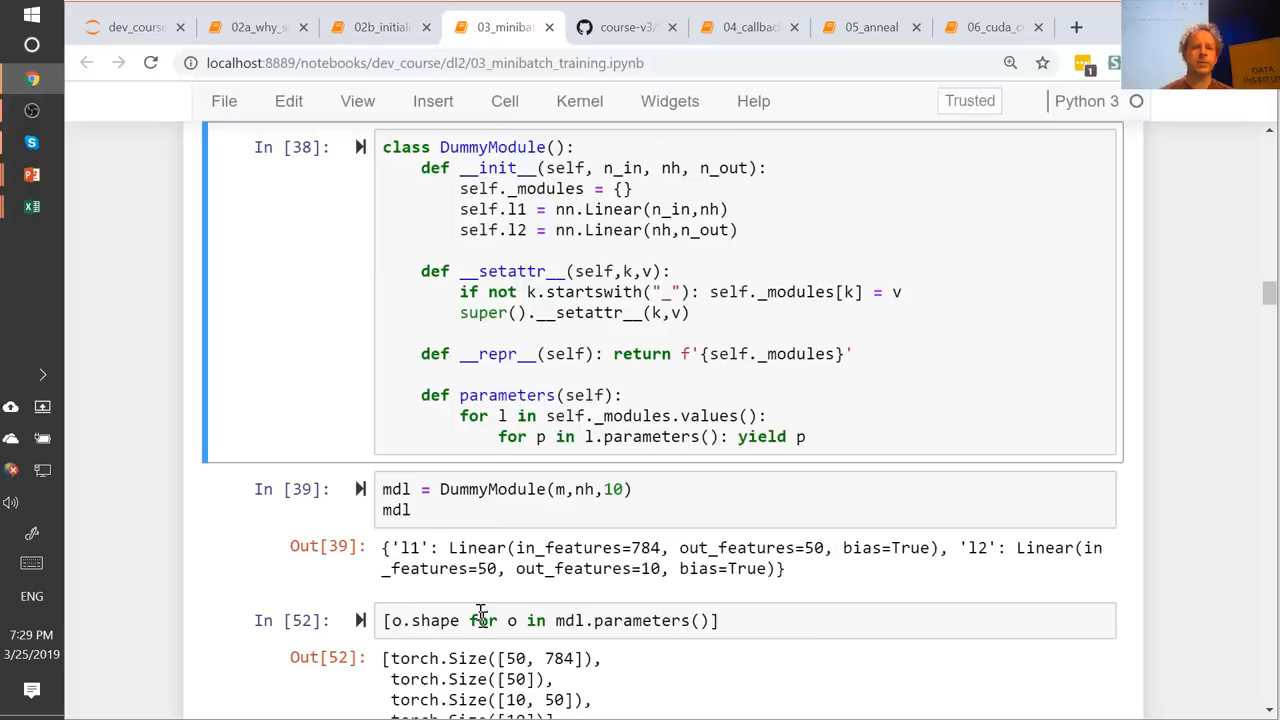 dev_course
02a_why_s
02b_initiali
03_minibat
course-v3/
04_callbac
05_anneal
06_cuda_c
localhost:8889/notebooks/dev_course/dl2/03_minibatch_training.ipynb
1
DATA
INSTITU
File Edit View Insert Cell Kernel Widgets Help Trusted Python 3
In [38]: class DummyModule():
def __init__(self, n_in, nh, n_out):
self._modules = {}
self.l1 = nn.Linear(n_in,nh)
self.l2 = nn.Linear(nh,n_out)
def __setattr__(self,k,v):
if not k.startswith("_"): self._modules[k] = v
super().__setattr__(k,v)
def __repr__(self): return f'{self._modules}'
def parameters(self):
for l in self._modules.values():
for p in l.parameters(): yield p
In [39]: mdl = DummyModule(m,nh,10)
mdl
Out[39]: {'l1': Linear(in_features=784, out_features=50, bias=True), 'l2': Linear(in
_features=50, out_features=10, bias=True)}
In [52]: [o.shape for o in mdl.parameters()]
Out[52]: [torch.Size([50, 784]),
torch.Size([50]),
torch.Size([10, 50]),
torch.Size([10])]
ENG
7:29 PM
3/25/2019